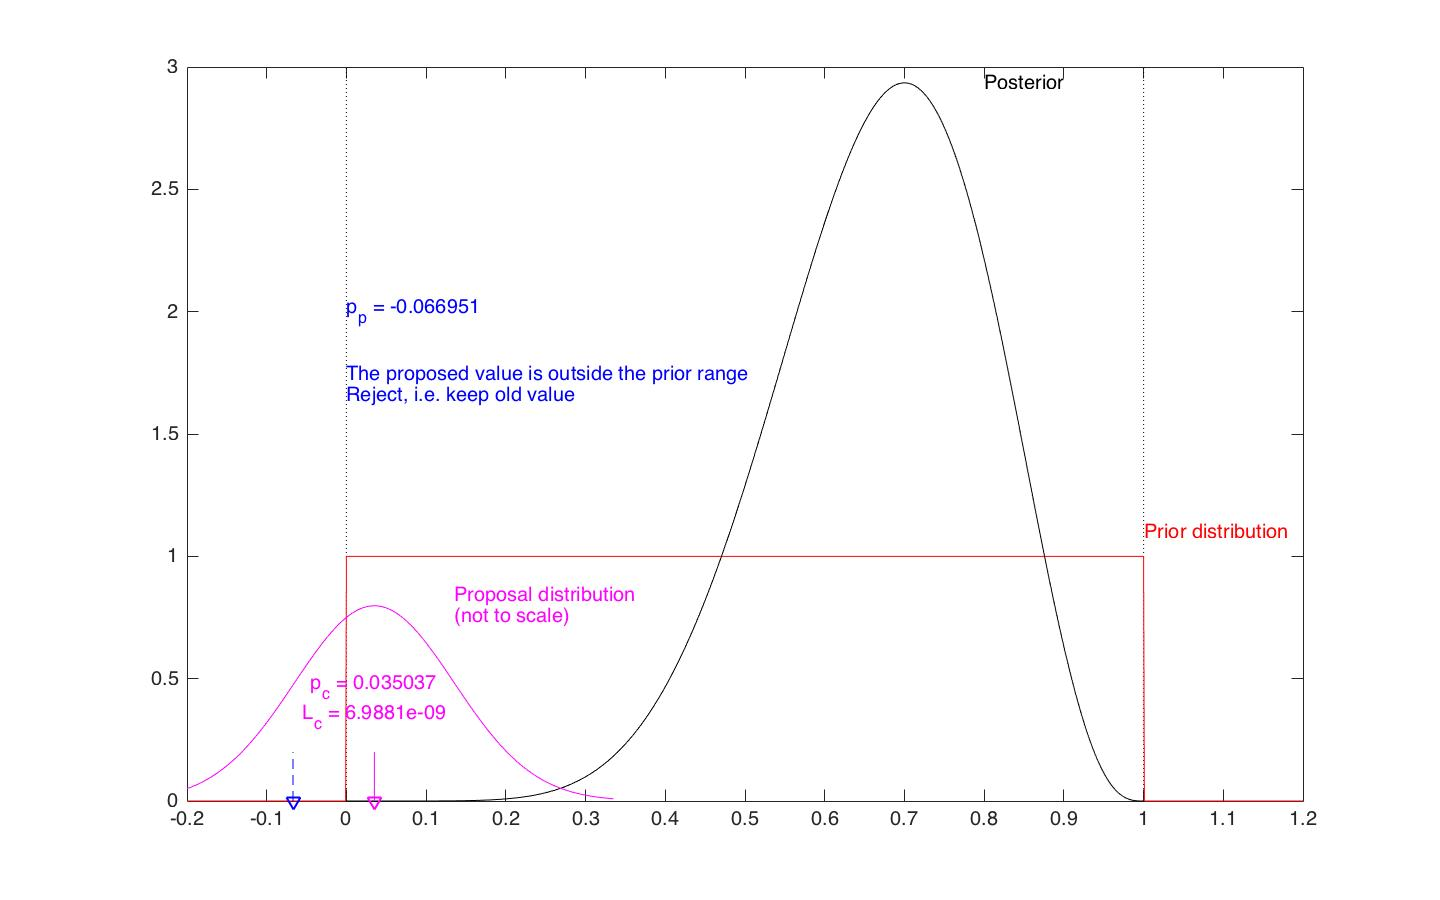 3
Posterior
2.5
p_p = -0.066951
2
The proposed value is outside the prior range
Reject, i.e. keep old value
1.5
Prior distribution
1
Proposal distribution
(not to scale)
p_c = 0.035037
0.5
L_c = 6.9881e-09
0
-0.2 -0.1 0 0.1 0.2 0.3 0.4 0.5 0.6 0.7 0.8 0.9 1 1.1 1.2